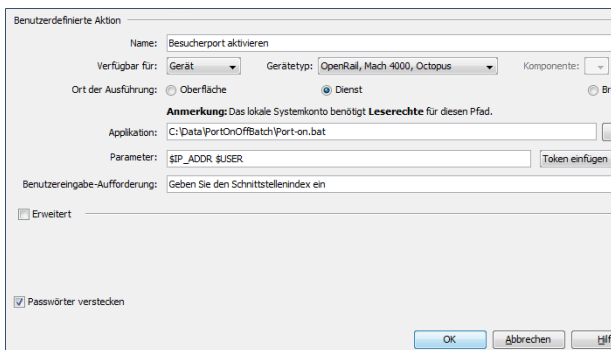 Benutzerdefinierte Aktion
Name: Besucherport aktivieren
Verfügbar für: Gerät Gerätetyp: OpenRail, Mach 4000, Octopus Komponente:
Ort der Ausführung: Oberfläche Dienst Br
Anmerkung: Das lokale Systemkonto benötigt Leserechte für diesen Pfad.
Applikation: C:\Data\PortOnOffBatch\Port-on.bat
Parameter: $IP_ADDR $USER Token einfügen
Benutzereingabe-Aufforderung: Geben Sie den Schnittstellenindex ein
Erweitert
Passwörter verstecken
OK Abbrechen Hilf